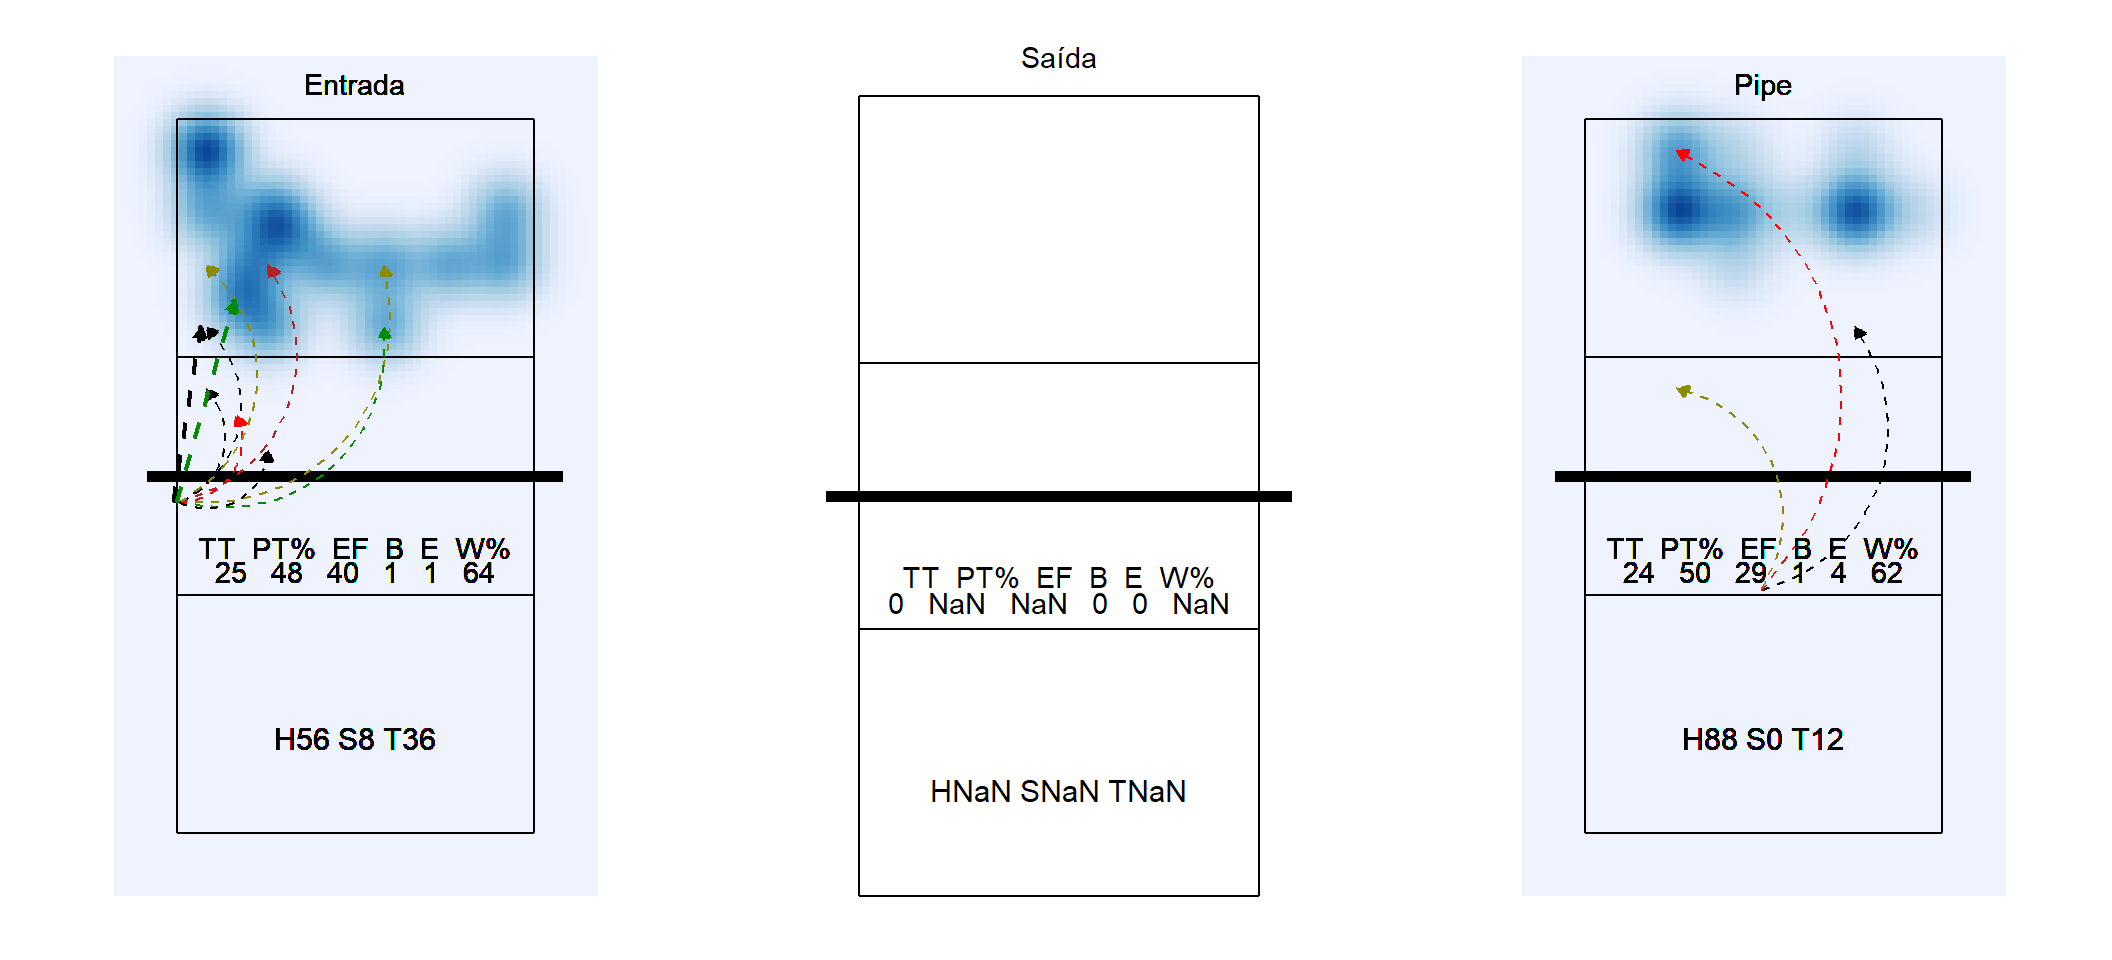 Entrada
TT PT% EF B E W%
25 48 40 1 1 64
H56 S8 T36
Saída
TT PT% EF B E W%
0 NaN NaN 0 0 NaN
HNaN SNaN TNaN
Pipe
TT PT% EF B E W%
24 50 29 1 4 62
H88 S0 T12